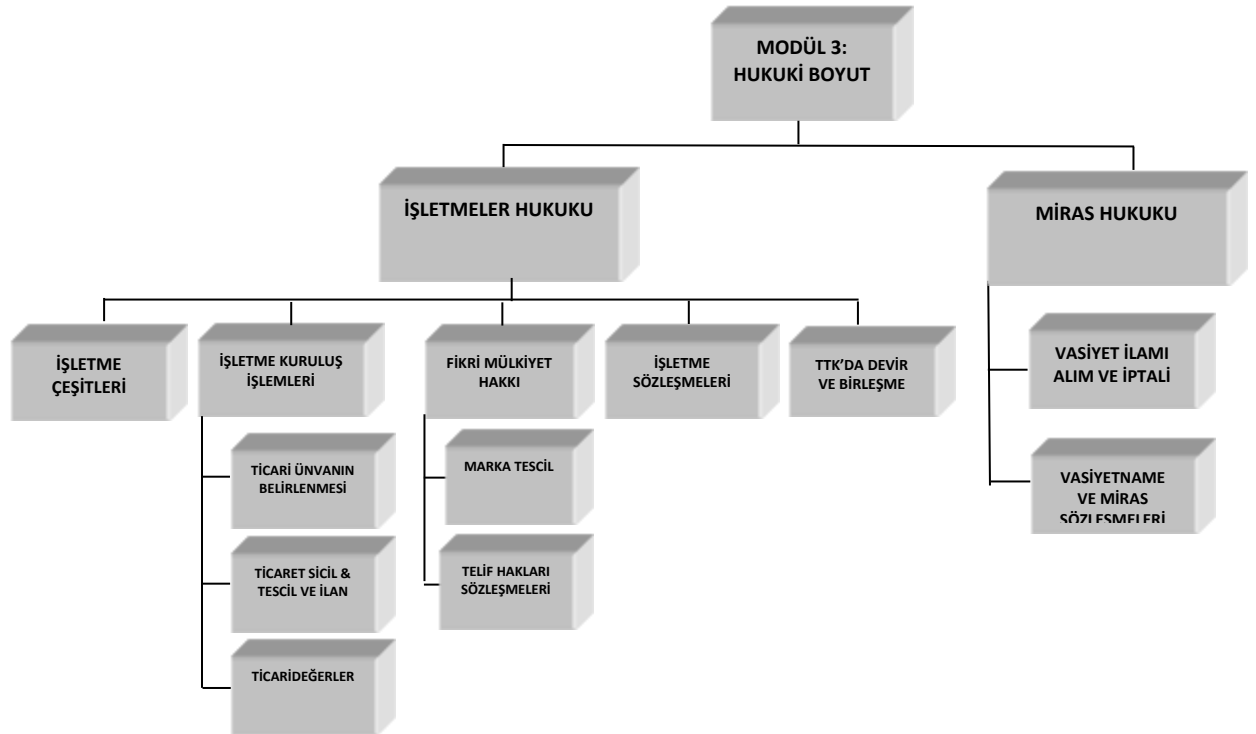 MODÜL 3:
HUKUKİ BOYUT
İŞLETMELER HUKUKU
MİRAS HUKUKU
İŞLETME
ÇEŞİTLERİ
İŞLETME KURULUŞ
İŞLEMLERİ
FİKRİ MÜLKİYET
HAKKI
İŞLETME
SÖZLEŞMELERİ
TTK’DA DEVİR
VE BİRLEŞME
VASİYET İLAMI
ALIM VE İPTALİ
TİCARİ ÜNVANIN
BELİRLENMESİ
MARKA TESCİL
VASİYETNAME
VE MİRAS
SÖZLEŞMELERİ
TİCARET SİCİL &
TESCİL VE İLAN
TELİF HAKLARI
SÖZLEŞMELERİ
TİCARİDEĞERLER